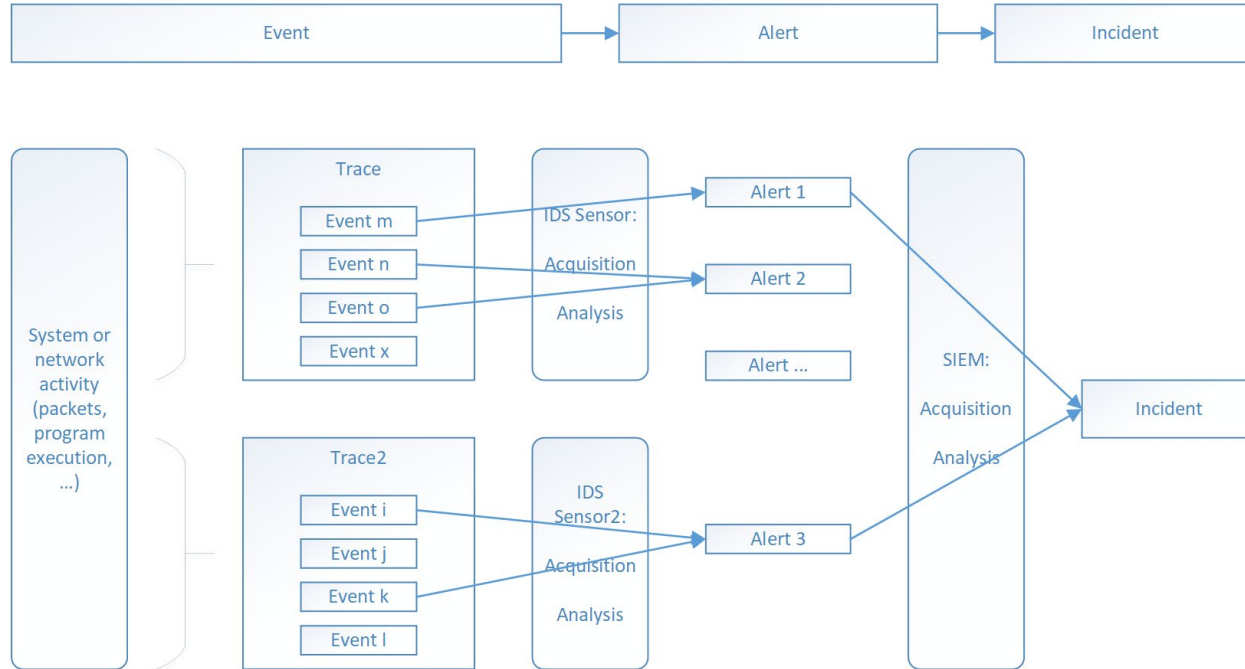 Event
Alert
Incident
System or
network
activity
(packets,
program
execution,
...)
Trace
Event m
Event n
Event o
Event x
IDS Sensor:
Acquisition
Analysis
Alert 1
Alert 2
Alert ...
Trace2
Event i
Event j
Event k
Event l
IDS
Sensor2:
Acquisition
Analysis
Alert 3
SIEM:
Acquisition
Analysis
Incident